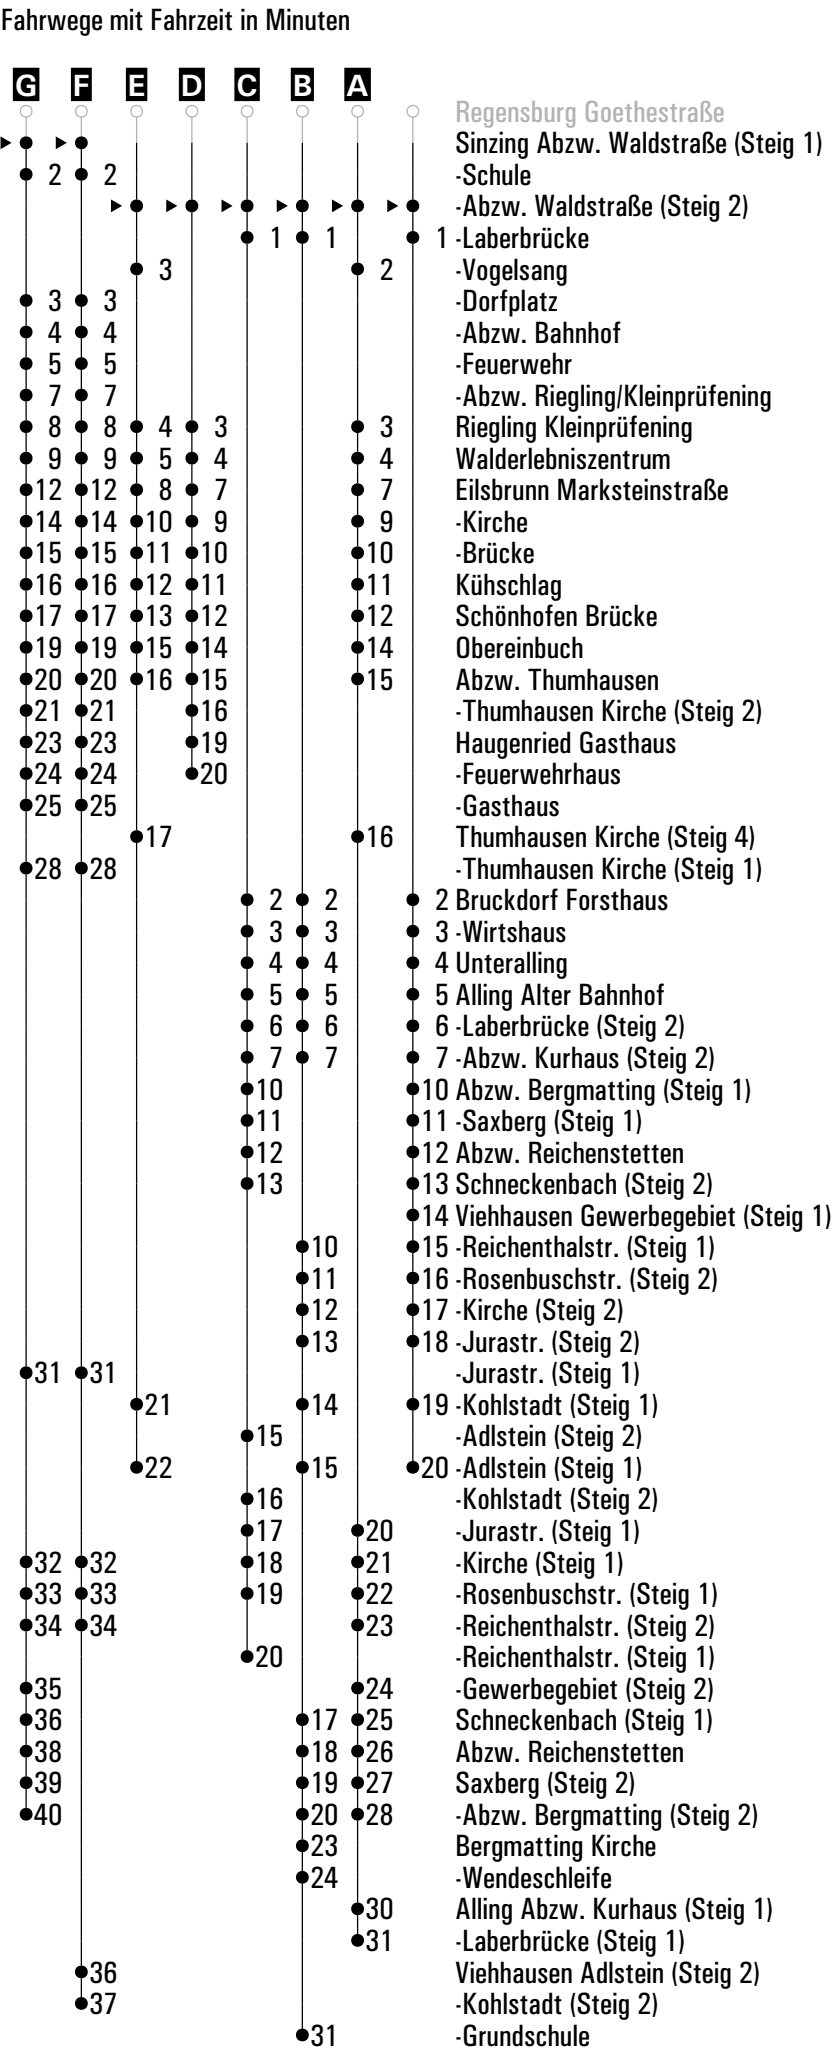 Fahrwege mit Fahrzeit in Minuten
G F E D C B A
Regensburg Goethestraße
Sinzing Abzw. Waldstraße (Steig 1)
2 2 -Schule
-Abzw. Waldstraße (Steig 2)
1 1 1 -Laberbrücke
3 2 -Vogelsang
3 3 -Dorfplatz
4 4 -Abzw. Bahnhof
5 5 -Feuerwehr
7 7 -Abzw. Riegling/Kleinprüfening
8 8 4 3 3 Riegling Kleinprüfening
9 9 5 4 4 Walderlebniszentrum
12 12 8 7 7 Eilsbrunn Marksteinstraße
14 14 10 9 9 -Kirche
15 15 11 10 10 -Brücke
16 16 12 11 11 Kühschlag
17 17 13 12 12 Schönhofen Brücke
19 19 15 14 14 Obereinbuch
20 20 16 15 15 Abzw. Thumhausen
21 21 16 -Thumhausen Kirche (Steig 2)
23 23 19 Haugenried Gasthaus
24 24 20 -Feuerwehrhaus
25 25 -Gasthaus
17 16 Thumhausen Kirche (Steig 4)
28 28 -Thumhausen Kirche (Steig 1)
2 2 2 Bruckdorf Forsthaus
3 3 3 -Wirtshaus
4 4 4 Unteralling
5 5 5 Alling Alter Bahnhof
6 6 6 -Laberbrücke (Steig 2)
7 7 7 -Abzw. Kurhaus (Steig 2)
10 10 Abzw. Bergmatting (Steig 1)
11 11 -Saxberg (Steig 1)
12 12 Abzw. Reichenstetten
13 13 Schneckenbach (Steig 2)
14 Viehhausen Gewerbegebiet (Steig 1)
10 15 -Reichenthalstr. (Steig 1)
11 16 -Rosenbuschstr. (Steig 2)
12 17 -Kirche (Steig 2)
13 18 -Jurastr. (Steig 2)
31 31 -Jurastr. (Steig 1)
21 14 19 -Kohlstadt (Steig 1)
15 -Adlstein (Steig 2)
22 15 20 -Adlstein (Steig 1)
16 -Kohlstadt (Steig 2)
17 20 -Jurastr. (Steig 1)
32 32 18 21 -Kirche (Steig 1)
33 33 19 22 -Rosenbuschstr. (Steig 1)
34 34 23 -Reichenthalstr. (Steig 2)
20 -Reichenthalstr. (Steig 1)
35 24 -Gewerbegebiet (Steig 2)
36 17 25 Schneckenbach (Steig 1)
38 18 26 Abzw. Reichenstetten
39 19 27 Saxberg (Steig 2)
40 20 28 -Abzw. Bergmatting (Steig 2)
23 Bergmatting Kirche
24 -Wendeschleife
30 Alling Abzw. Kurhaus (Steig 1)
31 -Laberbrücke (Steig 1)
36 Viehhausen Adlstein (Steig 2)
37 -Kohlstadt (Steig 2)
31 -Grundschule